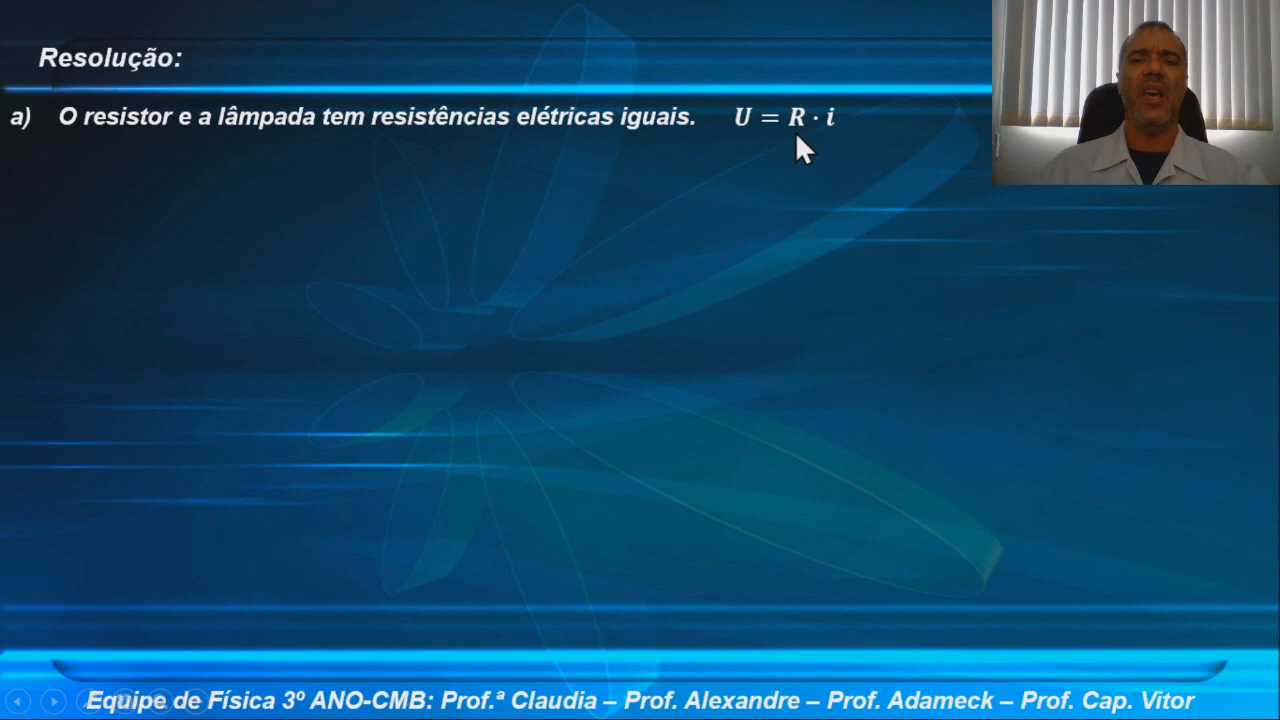 Resolução:
a) O resistor e a lâmpada tem resistências elétricas iguais. U = R · i
Equipe de Física 3º ANO-CMB: Prof.ª Claudia – Prof. Alexandre – Prof. Adameck – Prof. Cap. Vitor